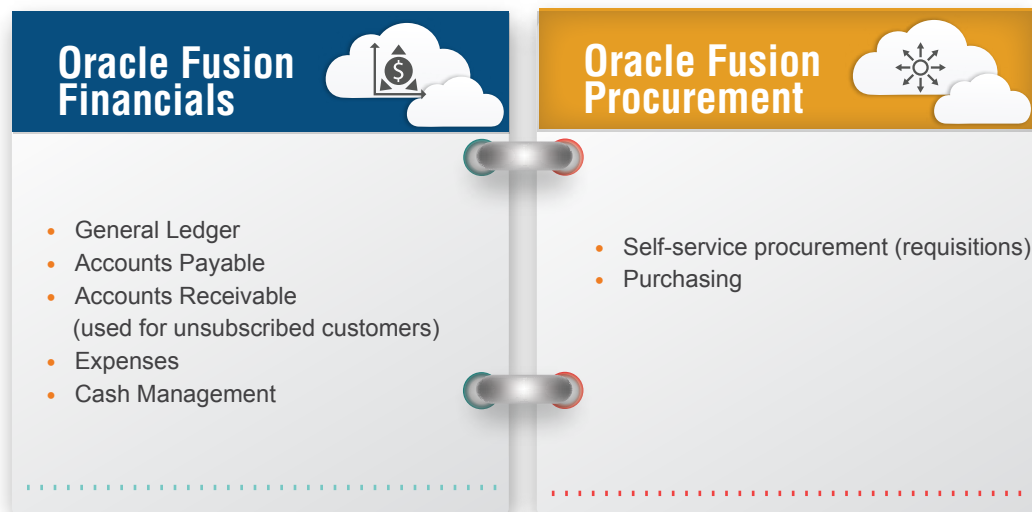 Oracle Fusion
Financials
$
• General Ledger
• Accounts Payable
• Accounts Receivable
(used for unsubscribed customers)
• Expenses
• Cash Management
Oracle Fusion
Procurement
• Self-service procurement (requisitions)
• Purchasing